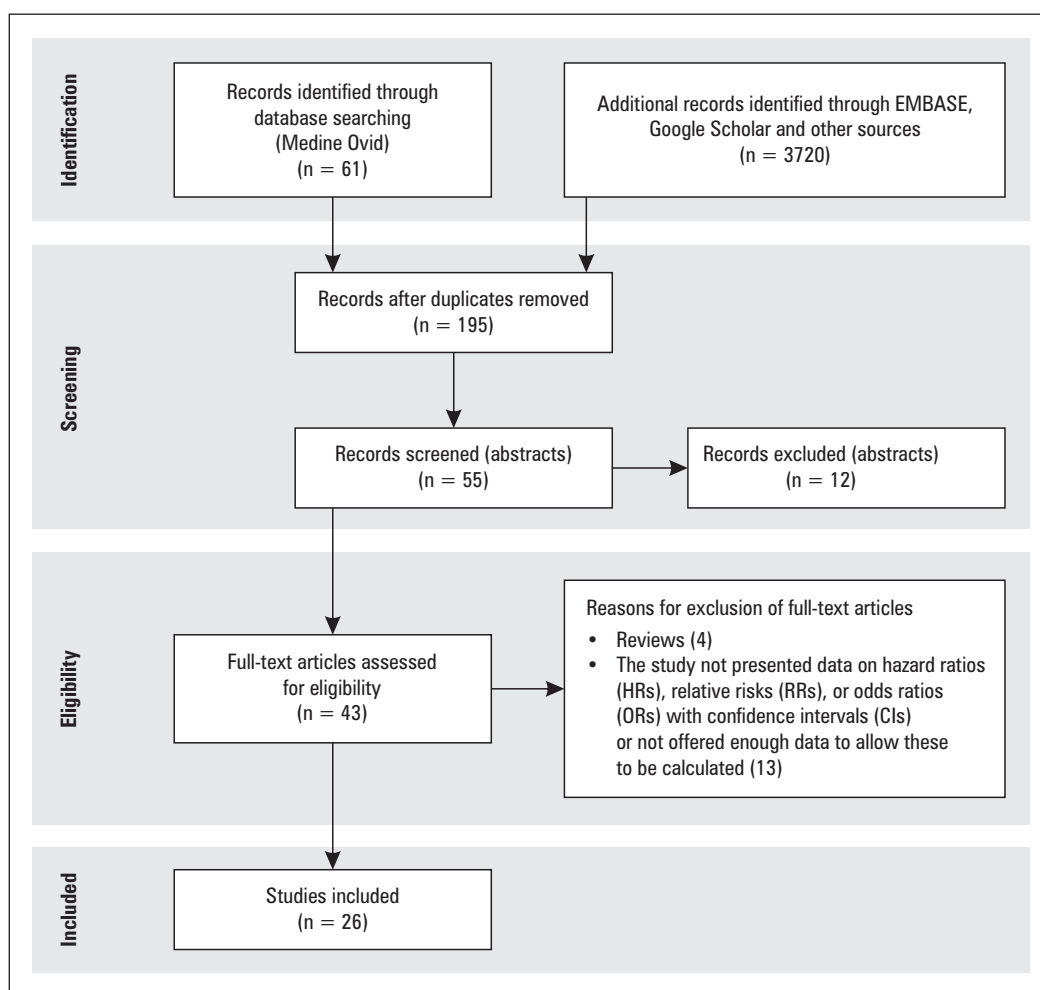 Identification
Records identified through
database searching
(Medine Ovid)
(n = 61)
Additional records identified through EMBASE,
Google Scholar and other sources
(n = 3720)
Screening
Records after duplicates removed
(n = 195)
Records screened (abstracts)
(n = 55)
Records excluded (abstracts)
(n = 12)
Eligibility
Full-text articles assessed
for eligibility
(n = 43)
Reasons for exclusion of full-text articles
• Reviews (4)
• The study not presented data on hazard ratios
(HRs), relative risks (RRs), or odds ratios
(ORs) with confidence intervals (CIs)
or not offered enough data to allow these
to be calculated (13)
Included
Studies included
(n = 26)